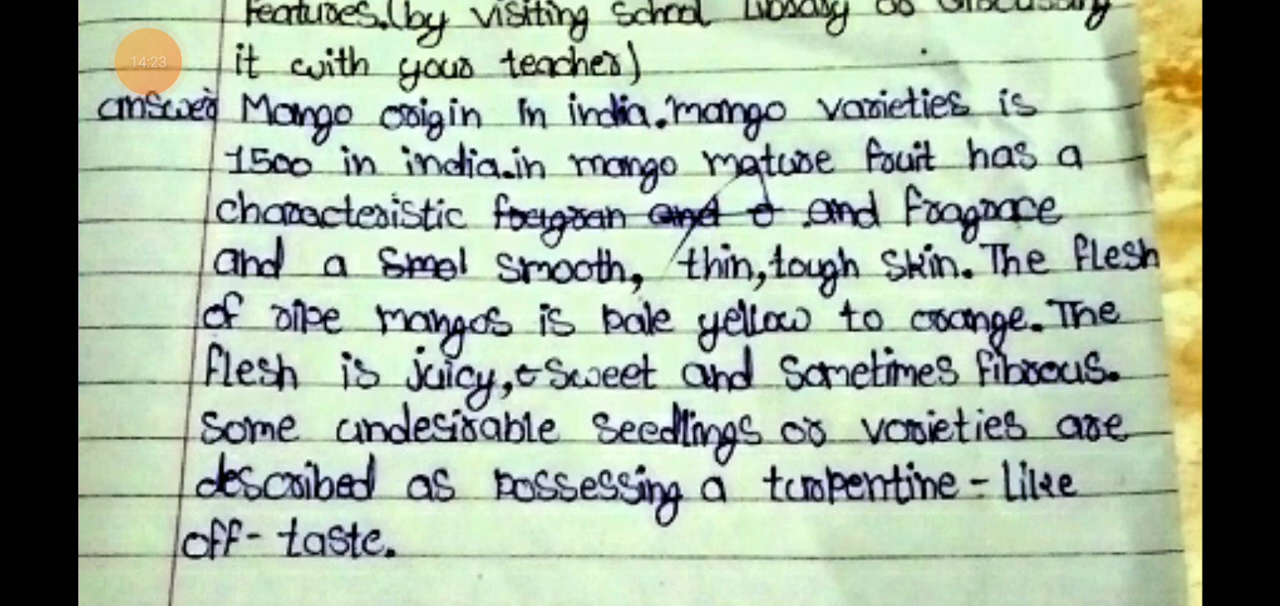 Features.(by visiting School Library or Discussing
it with your teacher)
14:23
answer Mango origin in india.mango varieties is
1500 in india.in mango mature fruit has a
characteristic and fragrace
and a smooth, thin,tough skin. The flesh
of ripe mangos is pale yellow to orange. The
flesh is juicy, sweet and sometimes fibrous.
Some undesirable seedlings or varieties are
described as possessing a turpentine-like
off-taste.